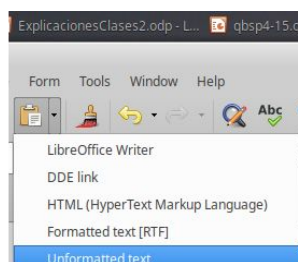 ExplicacionesClases2.odp - L... qbsp4-15.o
Form Tools Window Help
Abc
LibreOffice Writer
DDE link
HTML (HyperText Markup Language)
Formatted text [RTF]
Unformatted text